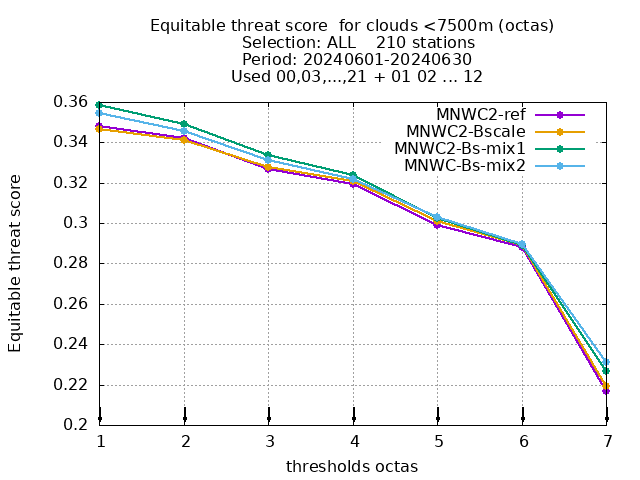 Equitable threat score  for clouds <7500m (octas)
Selection: ALL    210 stations
Period: 20240601-20240630
Used 00,03,...,21 + 01 02 ... 12
MNWC2-ref
MNWC2-Bscale
MNWC2-Bs-mix1
MNWC-Bs-mix2
Equitable threat score
0.36
0.34
0.32
0.3
0.28
0.26
0.24
0.22
0.2
1 2 3 4 5 6 7
thresholds octas